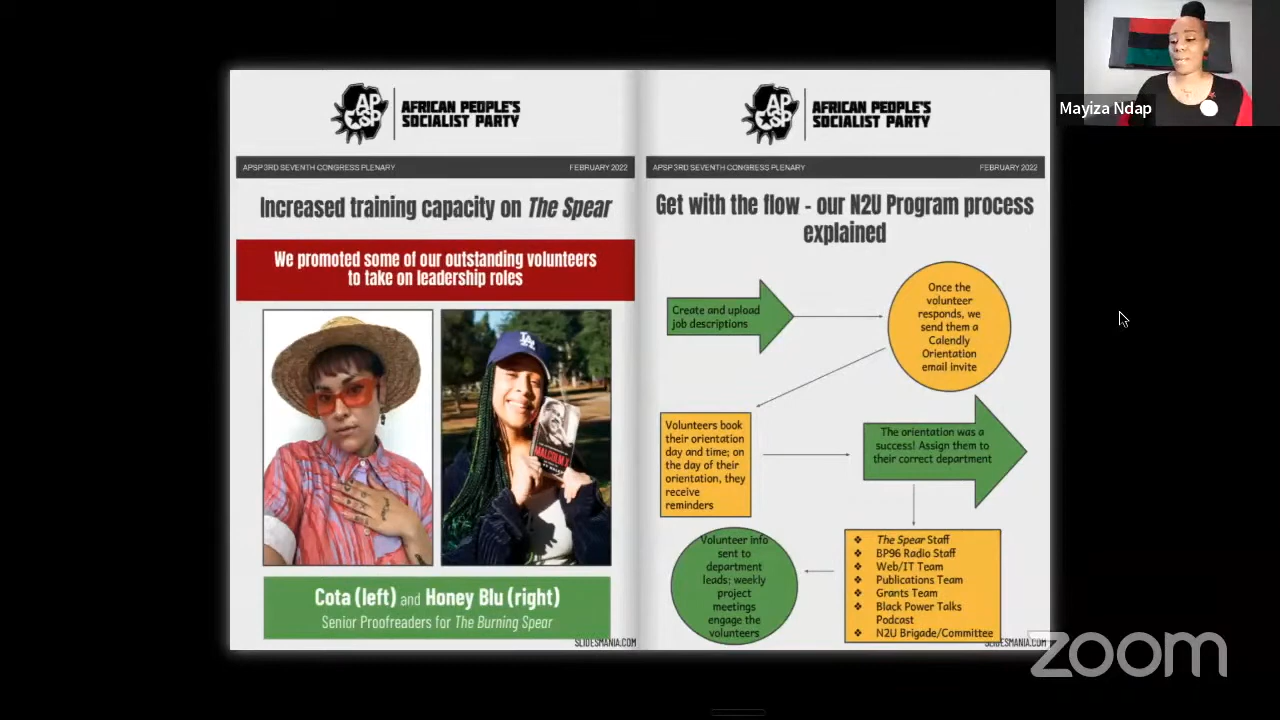 AP
SP
AFRICAN PEOPLE'S
SOCIALIST PARTY
APSP 3RD SEVENTH CONGRESS PLENARY
FEBRUARY 2022
Increased training capacity on The Spear
We promoted some of our outstanding volunteers
to take on leadership roles
LA
MALCOLM X
Cota (left) and Honey Blu (right)
Senior Proofreaders for The Burning Spear
SLIDESMANIA.COM
AP
SP
AFRICAN PEOPLE'S
SOCIALIST PARTY
APSP 3RD SEVENTH CONGRESS PLENARY
FEBRUARY 2022
Get with the flow - our N2U Program process
explained
Create and upload
job descriptions
Once the
volunteer
responds, we
send them a
Calendly
Orientation
email invite
Volunteers book
their orientation
day and time; on
the day of their
orientation, they
receive
reminders
The orientation was a
success! Assign them to
their correct department
❖ The Spear Staff
❖ BP96 Radio Staff
❖ Web/IT Team
❖ Publications Team
❖ Grants Team
❖ Black Power Talks
Podcast
❖ N2U Brigade/Committee
Volunteer info
sent to
department
leads; weekly
project
meetings
engage the
volunteers
SLIDESMANIA.COM
Mayiza Ndap
zoom